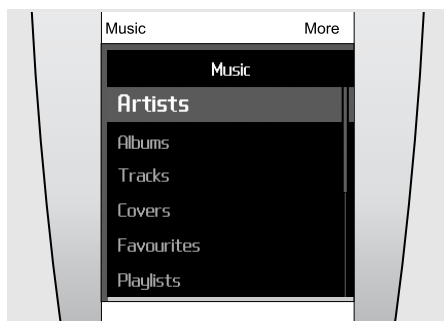 Music More
Music
Artists
Albums
Tracks
Covers
Favourites
Playlists